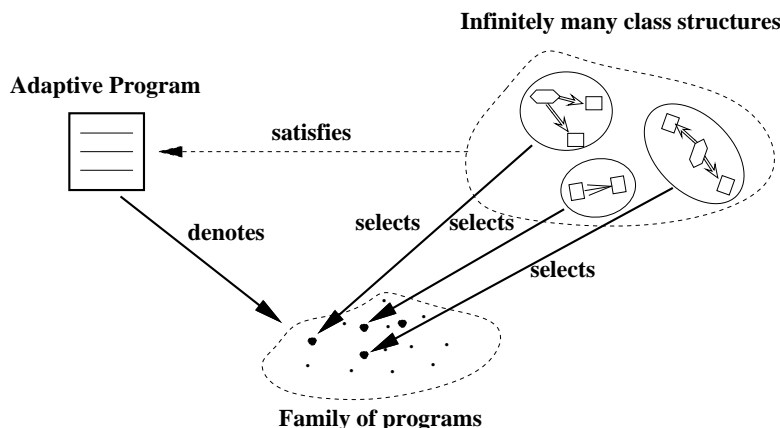 Infinitely many class structures
Adaptive Program
satisfies
denotes
selects
selects
selects
Family of programs